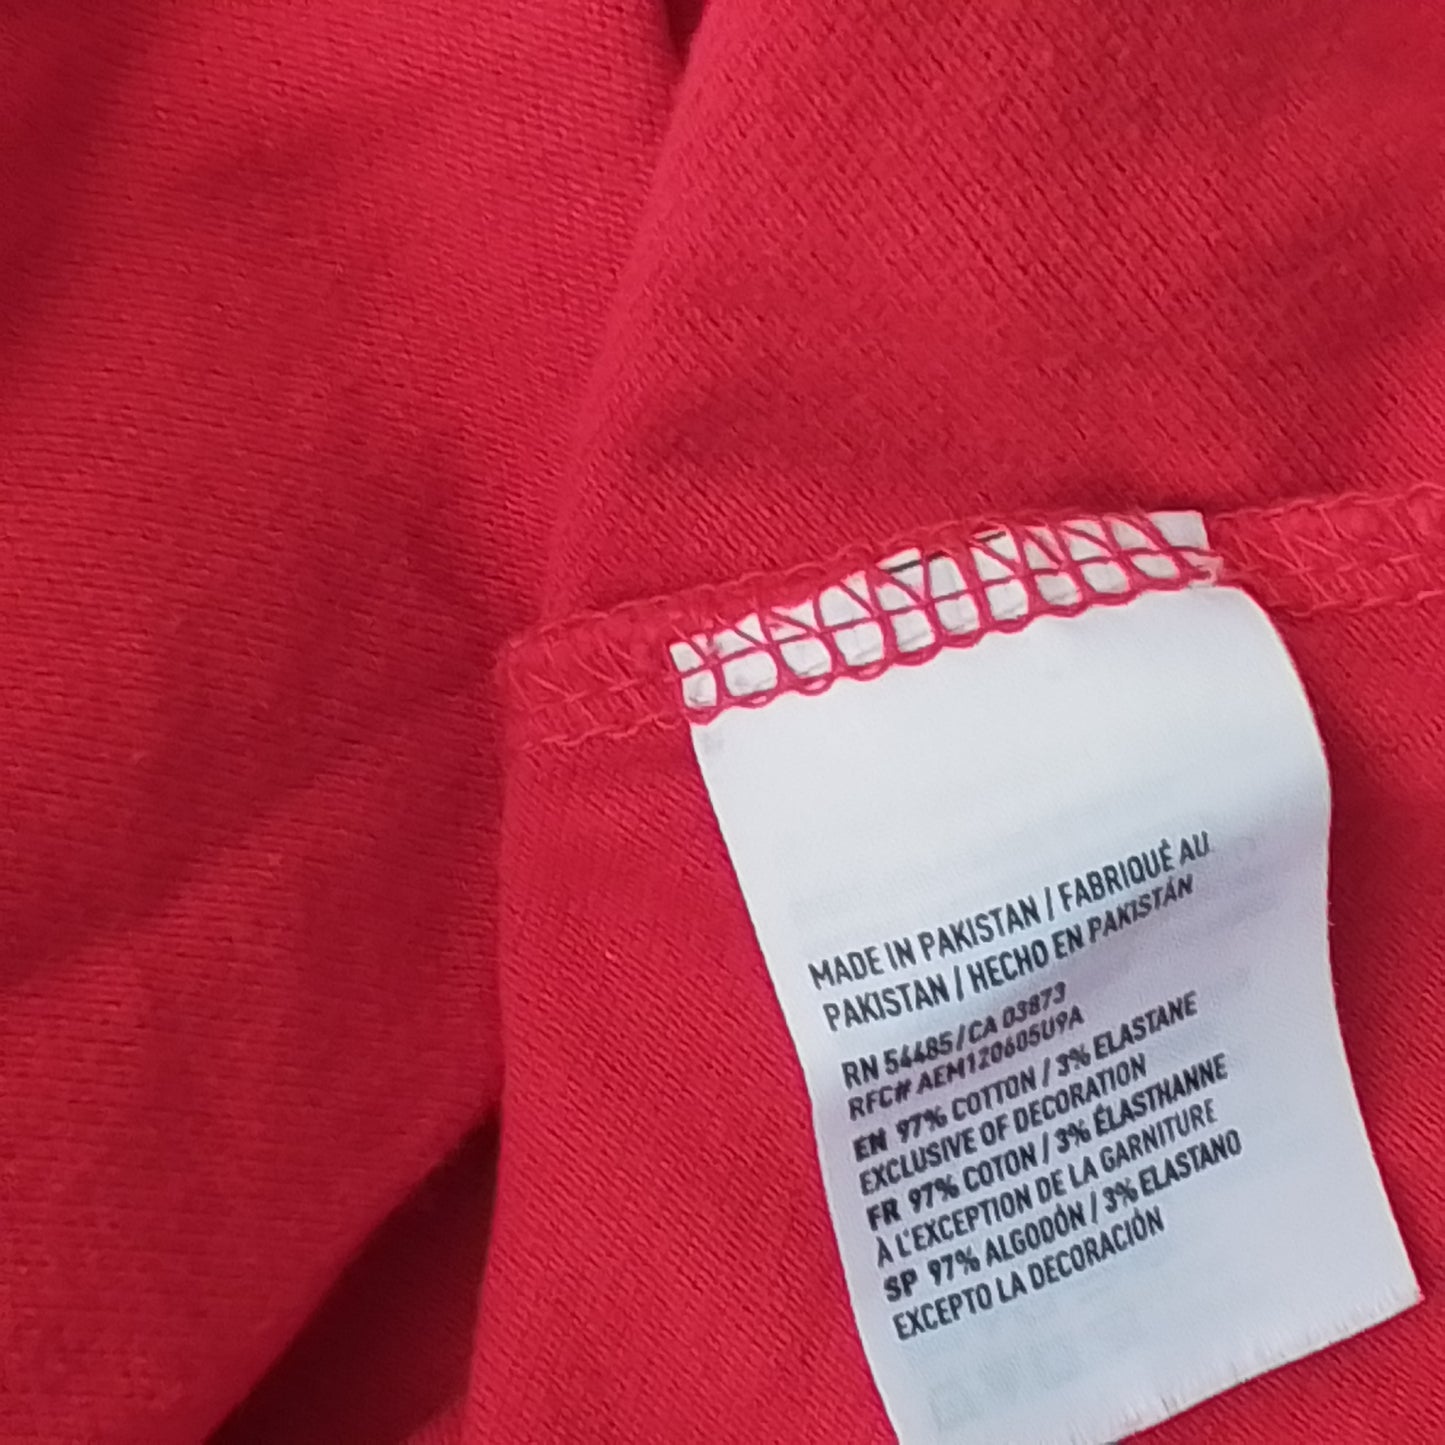 MADE IN PAKISTAN / FABRIQUÉ AU
PAKISTAN / HECHO EN PAKISTÁN
RN 54485/CA 03873
RFC# AEM120605U9A
EN 97% COTTON / 3% ELASTANE
EXCLUSIVE OF DECORATION
FR 97% COTON / 3% ÉLASTHANNE
À L'EXCEPTION DE LA GARNITURE
SP 97% ALGODÓN / 3% ELASTANO
EXCEPTO LA DECORACIÓN